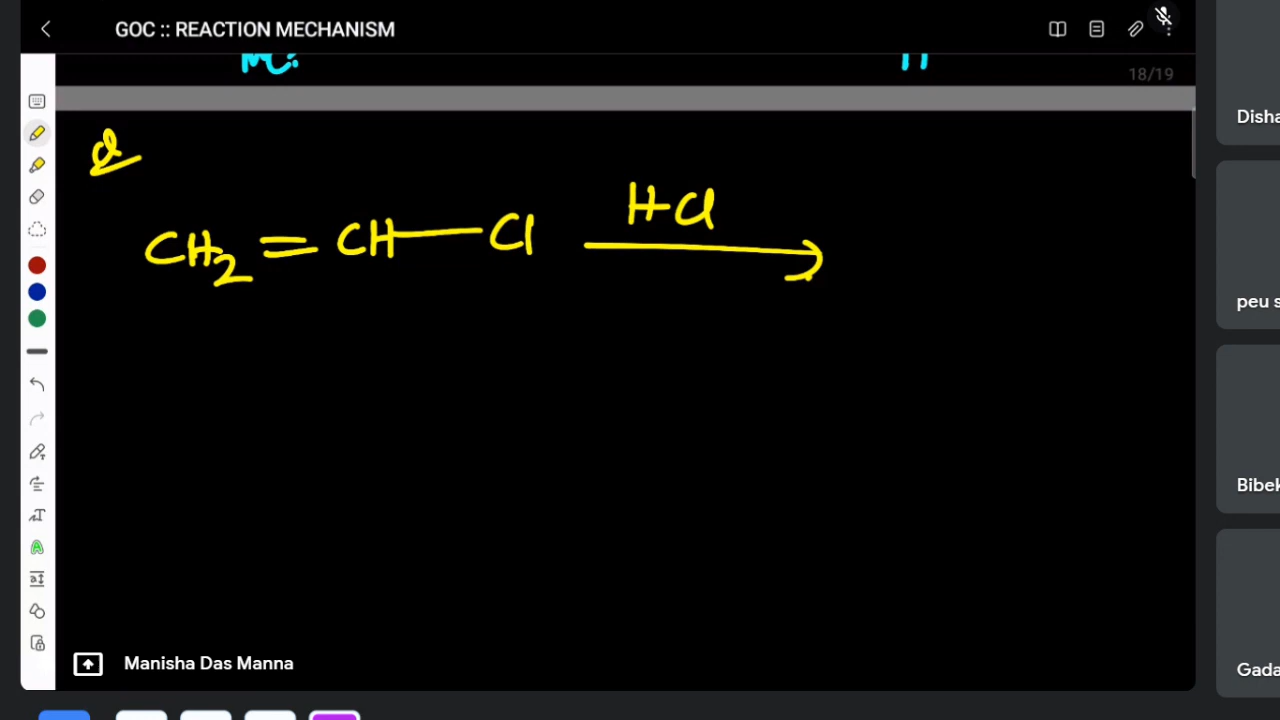 GOC :: REACTION MECHANISM
18/19
Q
CH2 = CH — Cl
HCl
Disha
peu s
Bibek
Gada
Manisha Das Manna